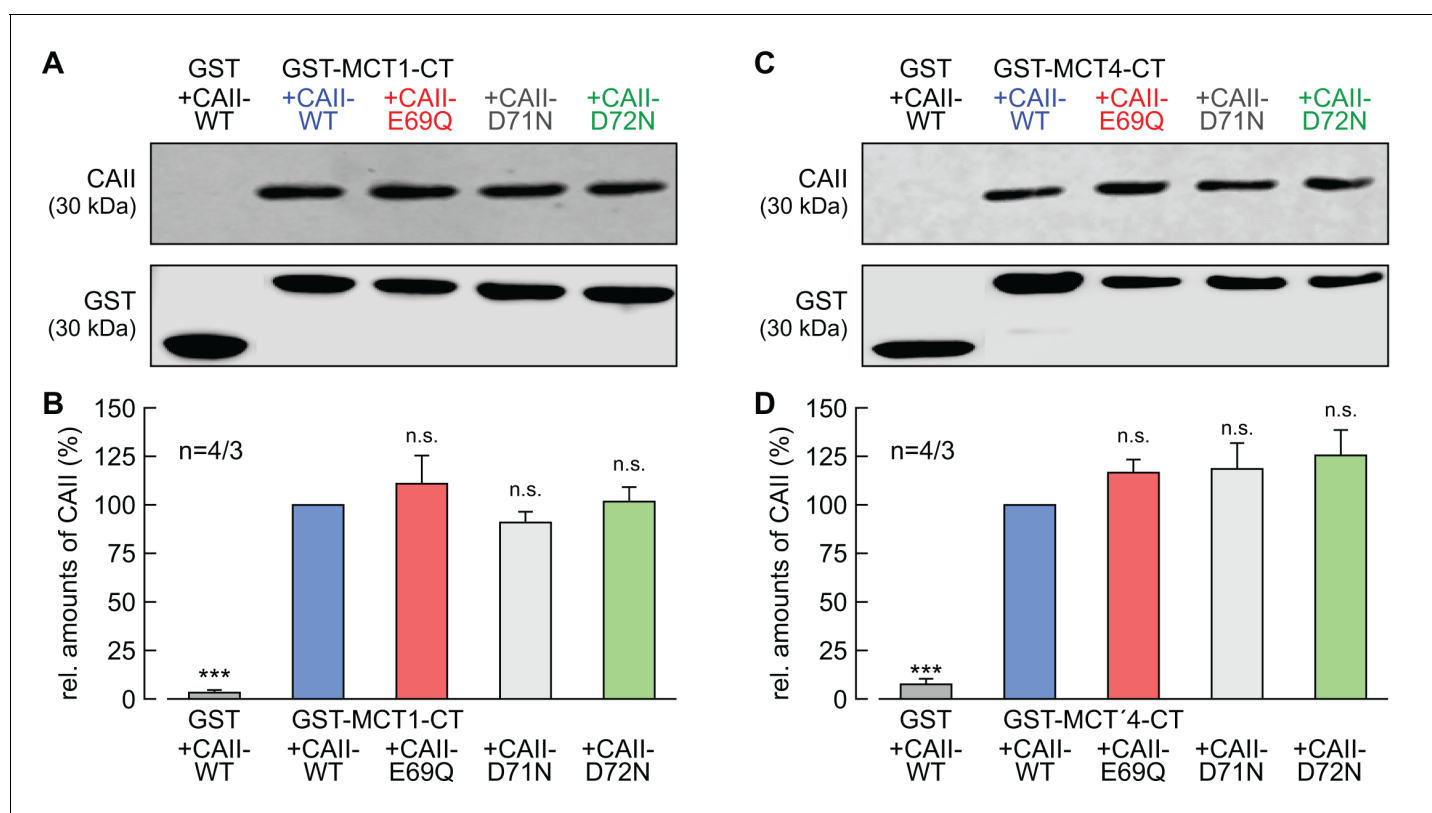 A
GST GST-MCT1-CT
+CAII- +CAII- +CAII- +CAII- +CAII-
WT WT E69Q D71N D72N
CAII
(30 kDa)
GST
(30 kDa)
B
rel. amounts of CAII (%)
150
125
100
75
50
25
0
n=4/3
***
n.s.
n.s.
n.s.
GST GST-MCT1-CT
+CAII- +CAII- +CAII- +CAII- +CAII-
WT WT E69Q D71N D72N
C
GST GST-MCT4-CT
+CAII- +CAII- +CAII- +CAII- +CAII-
WT WT E69Q D71N D72N
CAII
(30 kDa)
GST
(30 kDa)
D
rel. amounts of CAII (%)
150
125
100
75
50
25
0
n=4/3
***
n.s.
n.s.
n.s.
GST GST-MCT´4-CT
+CAII- +CAII- +CAII- +CAII- +CAII-
WT WT E69Q D71N D72N